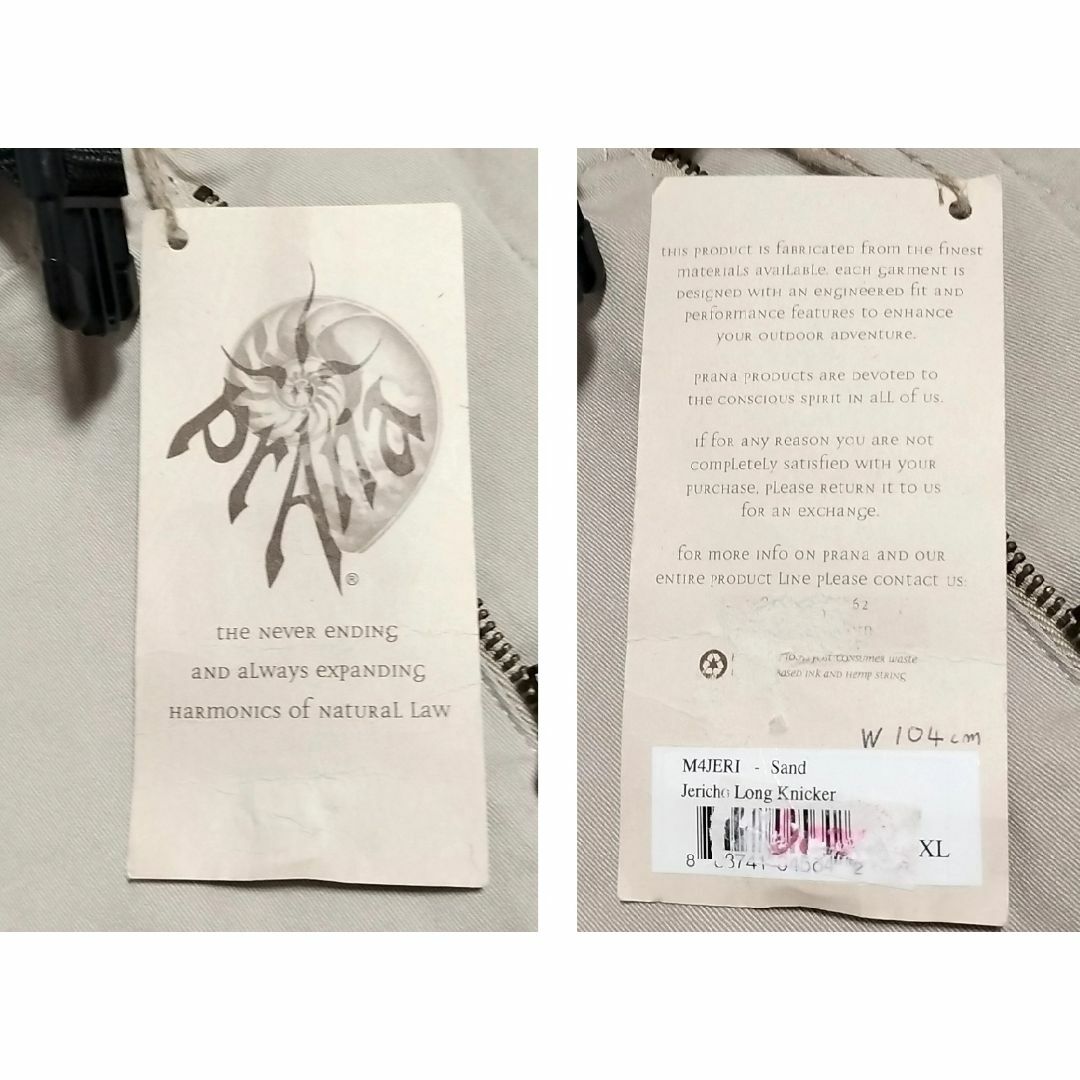 prAna
®
the never ending
and always expanding
Harmonics of Natural Law
This product is fabricated from the finest
materials available. Each garment is
designed with an engineered fit and
performance features to enhance
your outdoor adventure.
Prana products are devoted to
the conscious spirit in all of us.
If for any reason you are not
completely satisfied with your
purchase, please return it to us
for an exchange.
For more info on Prana and our
entire product line please contact us:
62
post consumer waste
ink and hemp string
W 104cm
M4JERI - Sand
Jericho Long Knicker
XL